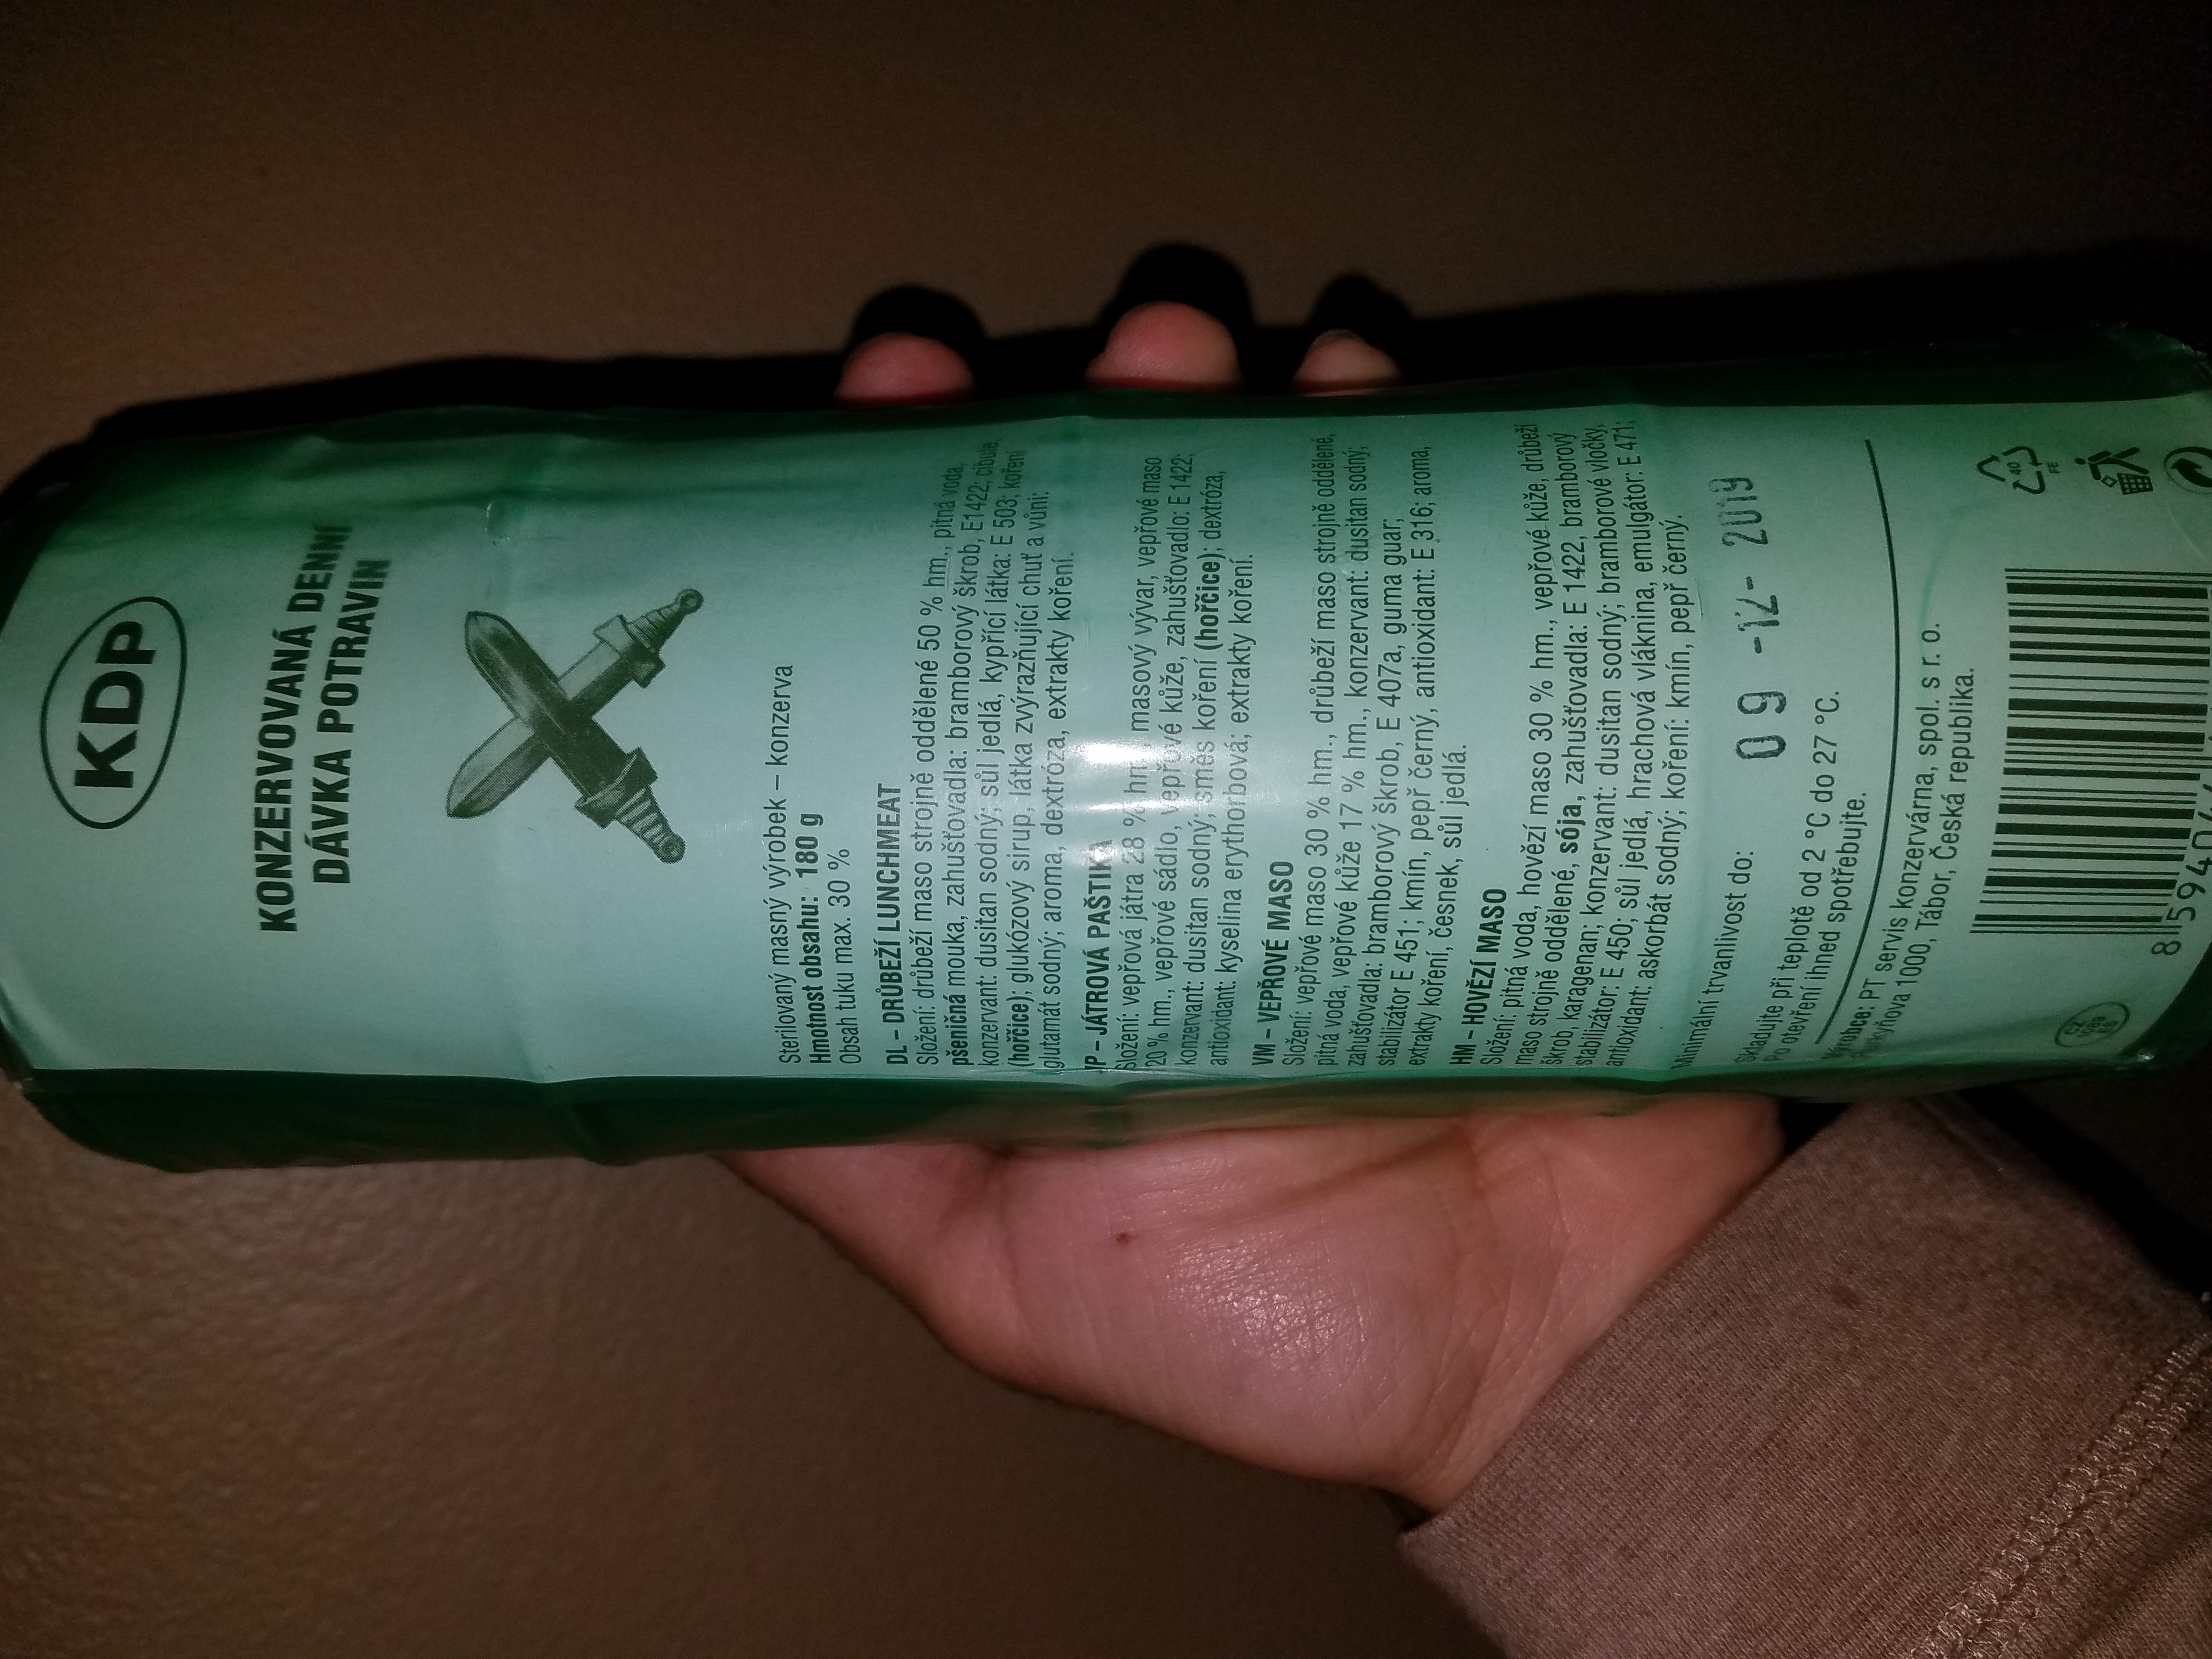 KDP
KONZERVOVANÁ DENNÍ
DÁVKA POTRAVIN
Sterilovaný masný výrobek – konzerva
Hmotnost obsahu: 180 g
Obsah tuku max. 30 %
DL – DRŮBEŽÍ LUNCHMEAT
Složení: drůbeží maso strojně oddělené 50 % hm., pitná voda,
pšeničná mouka, zahušťovadla: bramborový škrob, E1422; cibule,
konzervant: dusitan sodný; sůl jedlá, kypřící látka: E 503; koření
(hořčice); glukózový sirup, látka zvýrazňující chuť a vůni:
glutamát sodný; aroma, dextróza, extrakty koření.
– JÁTROVÁ PAŠTIKA
Složení: vepřová játra 28 % hm., masový vývar, vepřové maso
20 % hm., vepřové sádlo, vepřové kůže, zahušťovadlo: E 1422;
konzervant: dusitan sodný; směs koření (hořčice); dextróza,
antioxidant: kyselina erythorbová; extrakty koření.
VM – VEPŘOVÉ MASO
Složení: vepřové maso 30 % hm., drůbeží maso strojně oddělené,
pitná voda, vepřové kůže 17 % hm., konzervant: dusitan sodný;
zahušťovadla: bramborový škrob, E 407a, guma guar;
stabilizátor E 451; kmín, pepř černý, antioxidant: E 316; aroma,
extrakty koření, česnek, sůl jedlá.
HM – HOVĚZÍ MASO
Složení: pitná voda, hovězí maso 30 % hm., vepřové kůže, drůbeží
maso strojně oddělené, sója, zahušťovadla: E 1422, bramborový
škrob, karagenan; konzervant: dusitan sodný; bramborové vločky,
stabilizátor: E 450; sůl jedlá, hrachová vláknina, emulgátor: E 471;
antioxidant: askorbát sodný; koření: kmín, pepř černý.
Minimální trvanlivost do: 09 -12- 2019
Skladujte při teplotě od 2 °C do 27 °C.
Po otevření ihned spotřebujte.
Výrobce: PT servis konzervárna, spol. s r. o.
Purkyňova 1000, Tábor, Česká republika.
40
FE
CZ
ES
8 59404